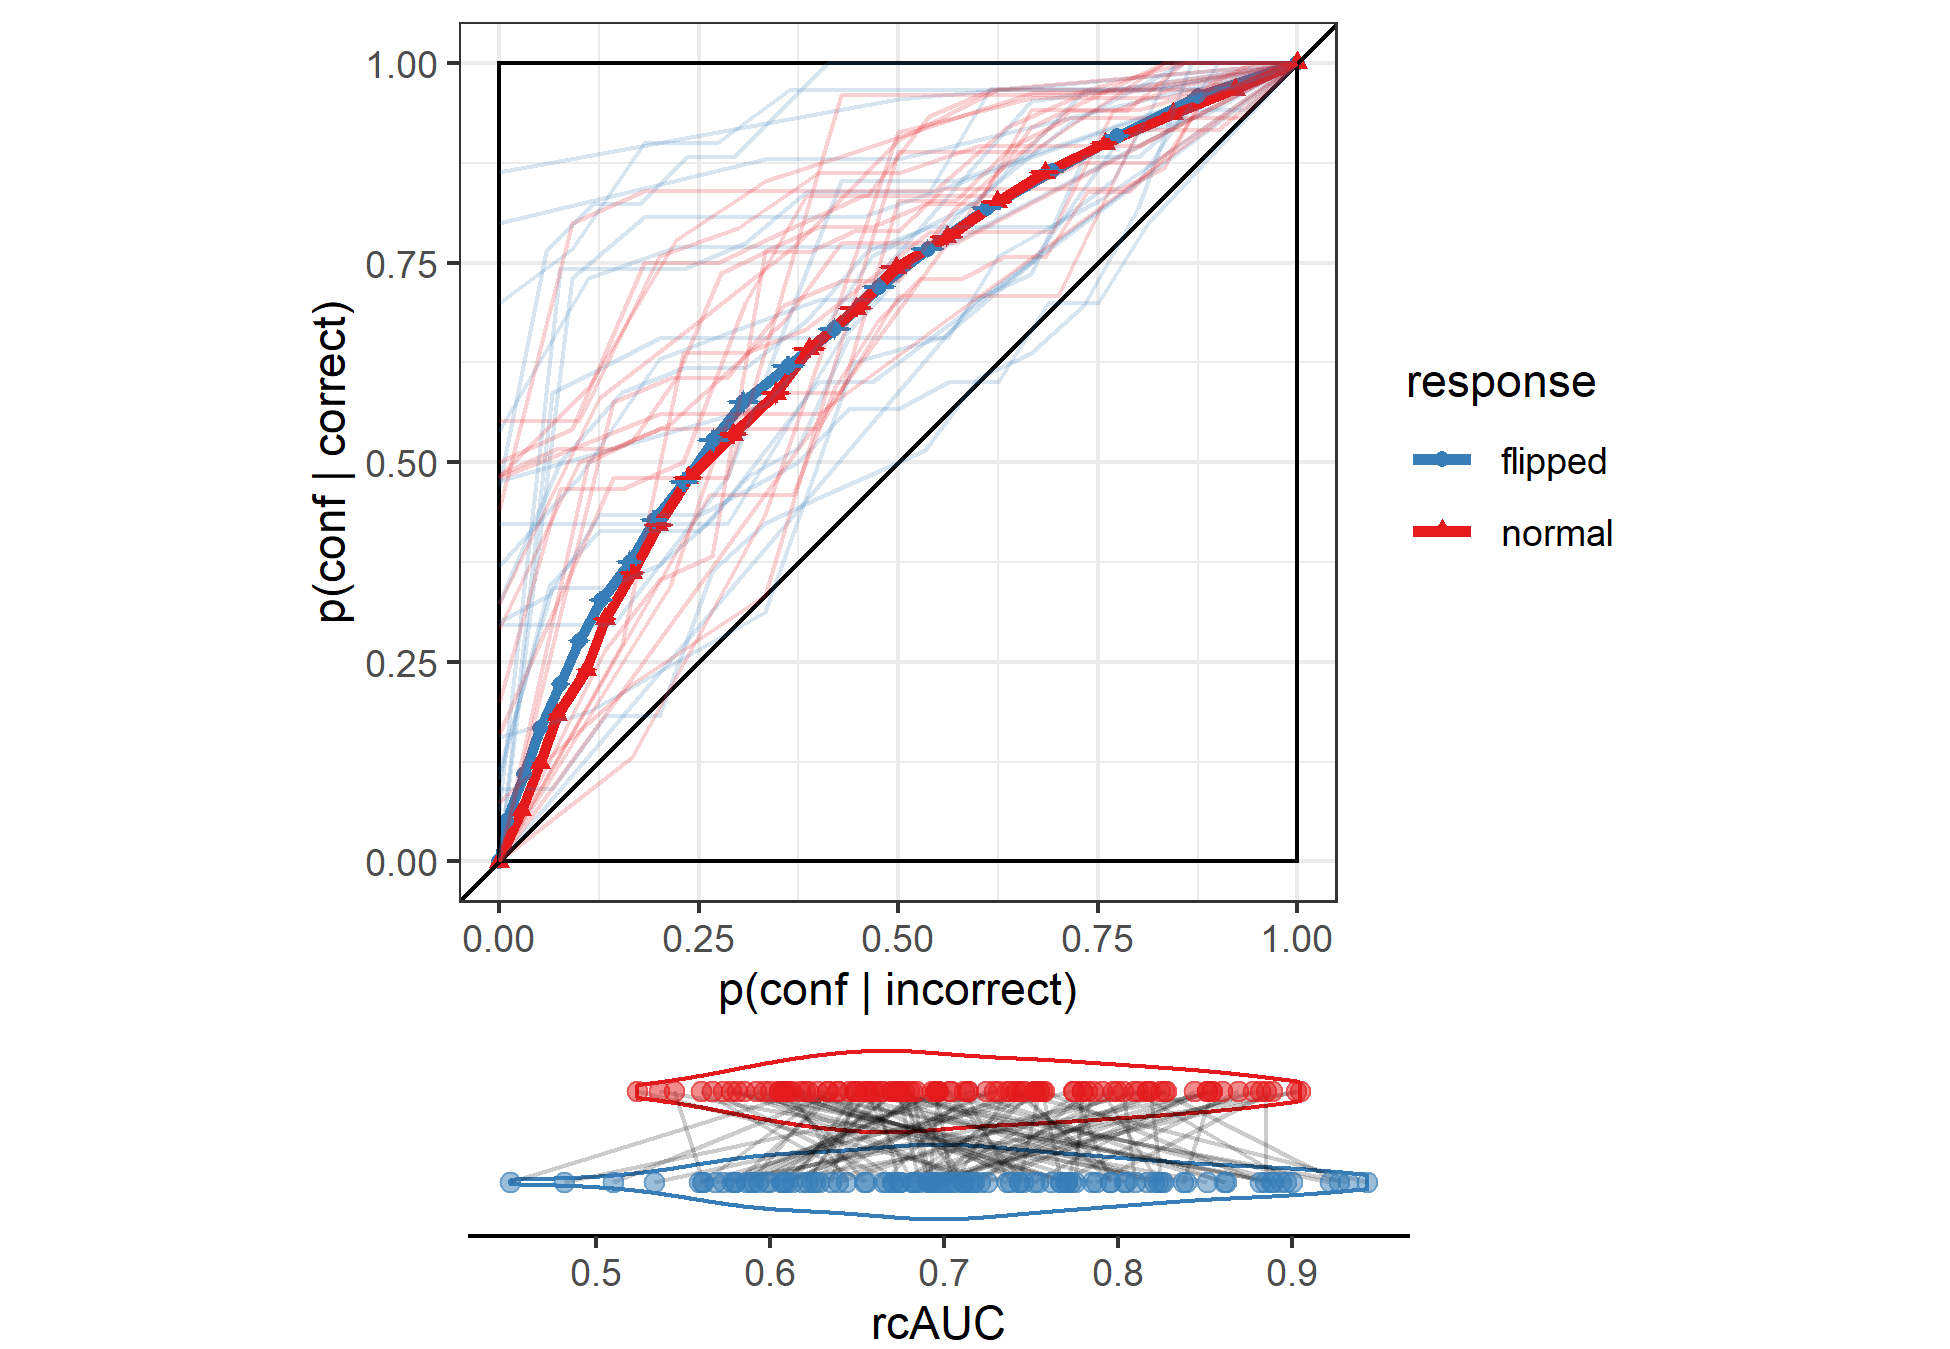 1.00
0.75
0.50
0.25
0.00
p(conf | correct)
0.00 0.25 0.50 0.75 1.00
p(conf | incorrect)
response
flipped
normal
0.5 0.6 0.7 0.8 0.9
rcAUC